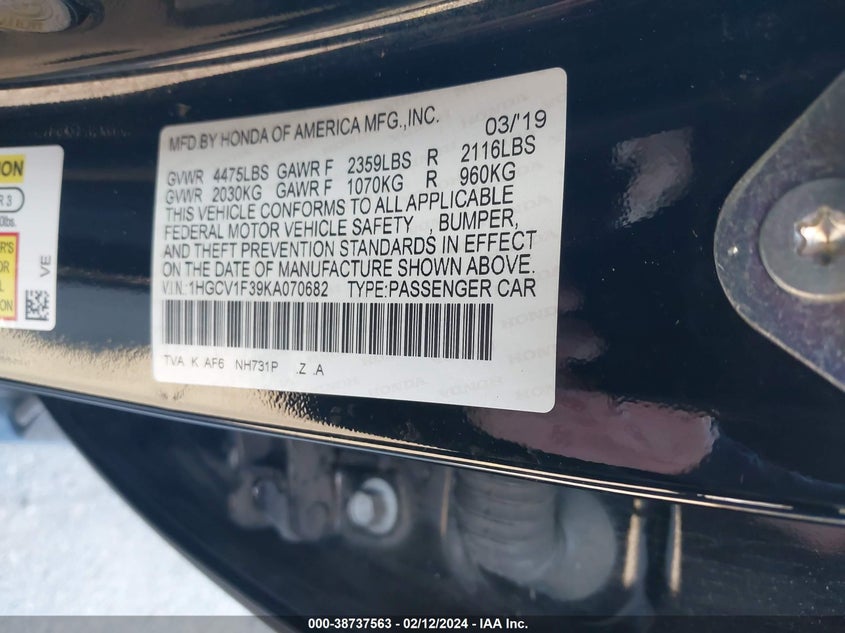 MFD.BY HONDA OF AMERICA MFG.,INC. 03/'19
GVWR 4475LBS GAWR F 2359LBS R 2116LBS
GVWR 2030KG GAWR F 1070KG R 960KG
THIS VEHICLE CONFORMS TO ALL APPLICABLE
FEDERAL MOTOR VEHICLE SAFETY , BUMPER,
AND THEFT PREVENTION STANDARDS IN EFFECT
ON THE DATE OF MANUFACTURE SHOWN ABOVE.
V.I.N.:1HGCV1F39KA070682 TYPE:PASSENGER CAR
TVA K AF6 NH731P .Z .A
VE
000-38737563 - 02/12/2024 - IAA Inc.